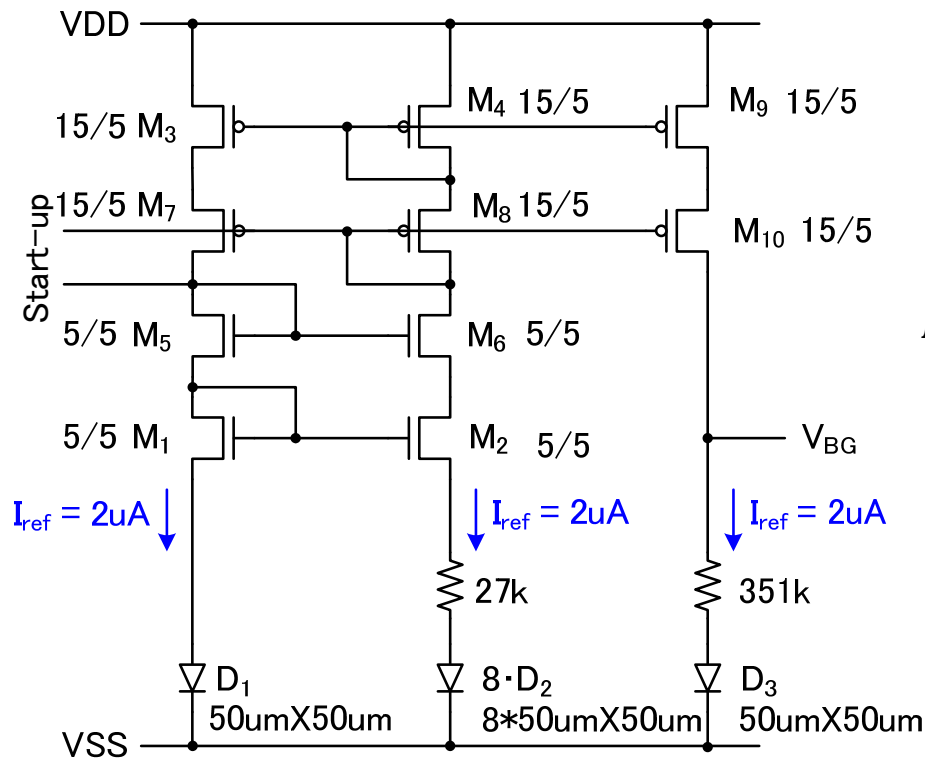 VDD
15/5 M3
M4 15/5
M9 15/5
15/5 M7
M8 15/5
M10 15/5
Start-up
5/5 M5
M6 5/5
5/5 M1
M2 5/5
VBG
Iref = 2uA
Iref = 2uA
Iref = 2uA
27k
351k
D1
8·D2
D3
50umX50um
8*50umX50um
50umX50um
VSS